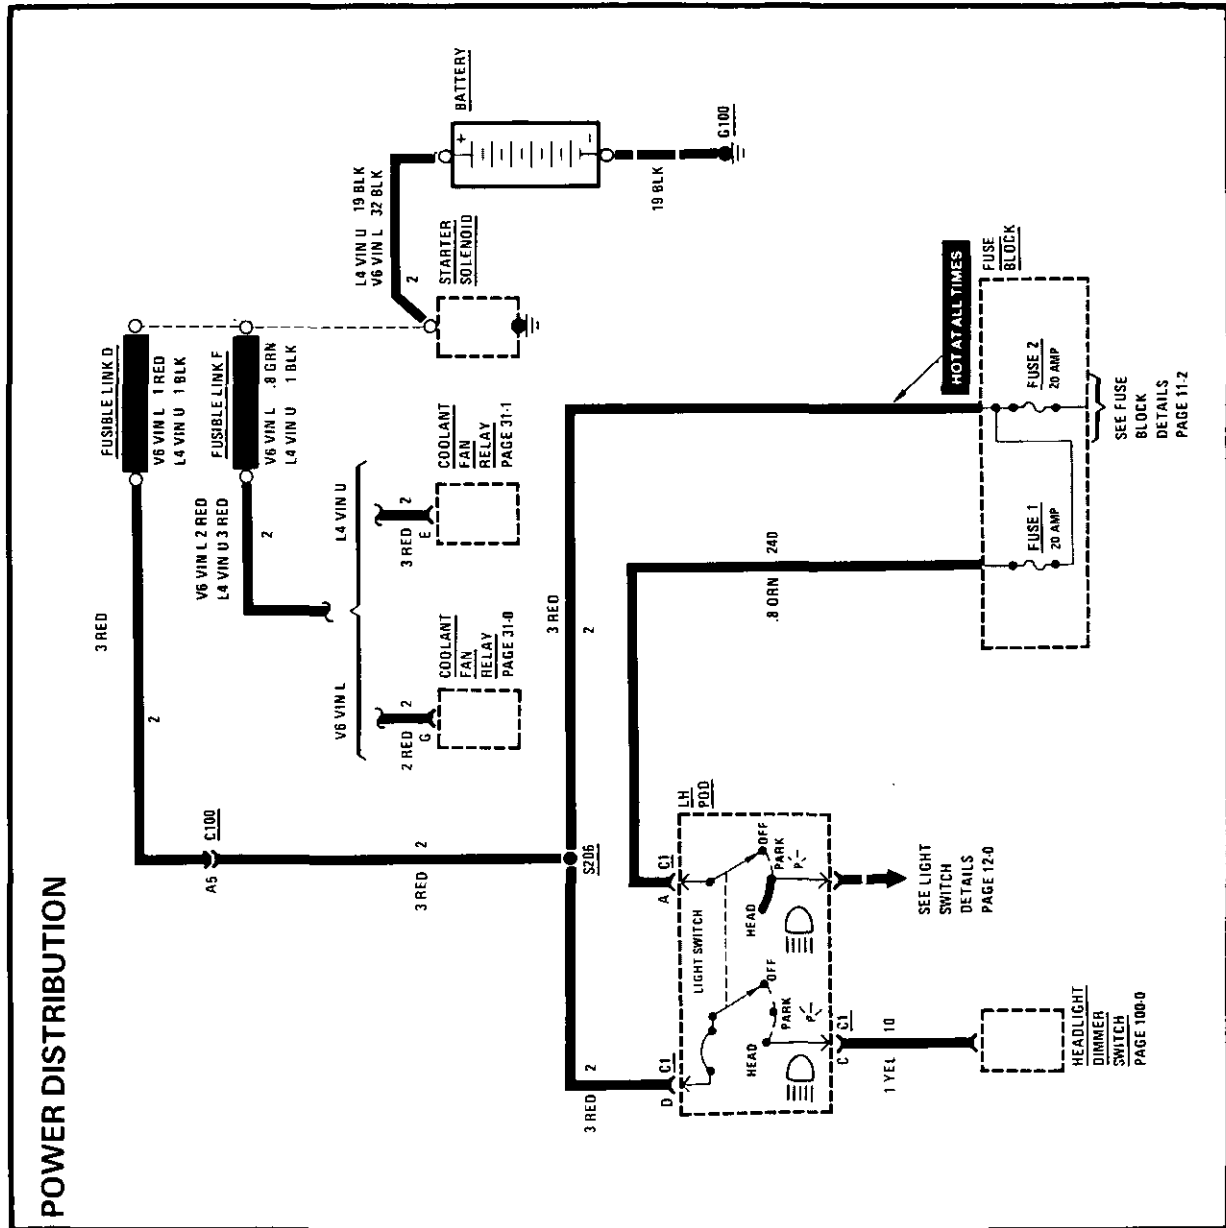 POWER DISTRIBUTION
FUSIBLE LINK D
V6 VIN L 1 RED
L4 VIN U 1 BLK
FUSIBLE LINK F
V6 VIN L .8 GRN
L4 VIN U 1 BLK
3 RED
2
V6 VIN L 2 RED
L4 VIN U 3 RED
2
L4 VIN U 19 BLK
V6 VIN L 32 BLK
2
BATTERY
+
-
19 BLK
G100
STARTER
SOLENOID
L4 VIN U
3 RED
2
E
COOLANT
FAN
RELAY
PAGE 31-1
V6 VIN L
2 RED
2
G
COOLANT
FAN
RELAY
PAGE 31-0
A5
C100
3 RED
2
S206
3 RED
2
HOT AT ALL TIMES
FUSE
BLOCK
FUSE 2
20 AMP
FUSE 1
20 AMP
SEE FUSE
BLOCK
DETAILS
PAGE 11-2
.8 ORN
240
3 RED
2
D
C1
A
C1
LH
POD
LIGHT SWITCH
HEAD
PARK
OFF
P
HEAD
PARK
OFF
P
SEE LIGHT
SWITCH
DETAILS
PAGE 12-0
C
C1
1 YEL
10
HEADLIGHT
DIMMER
SWITCH
PAGE 100-0